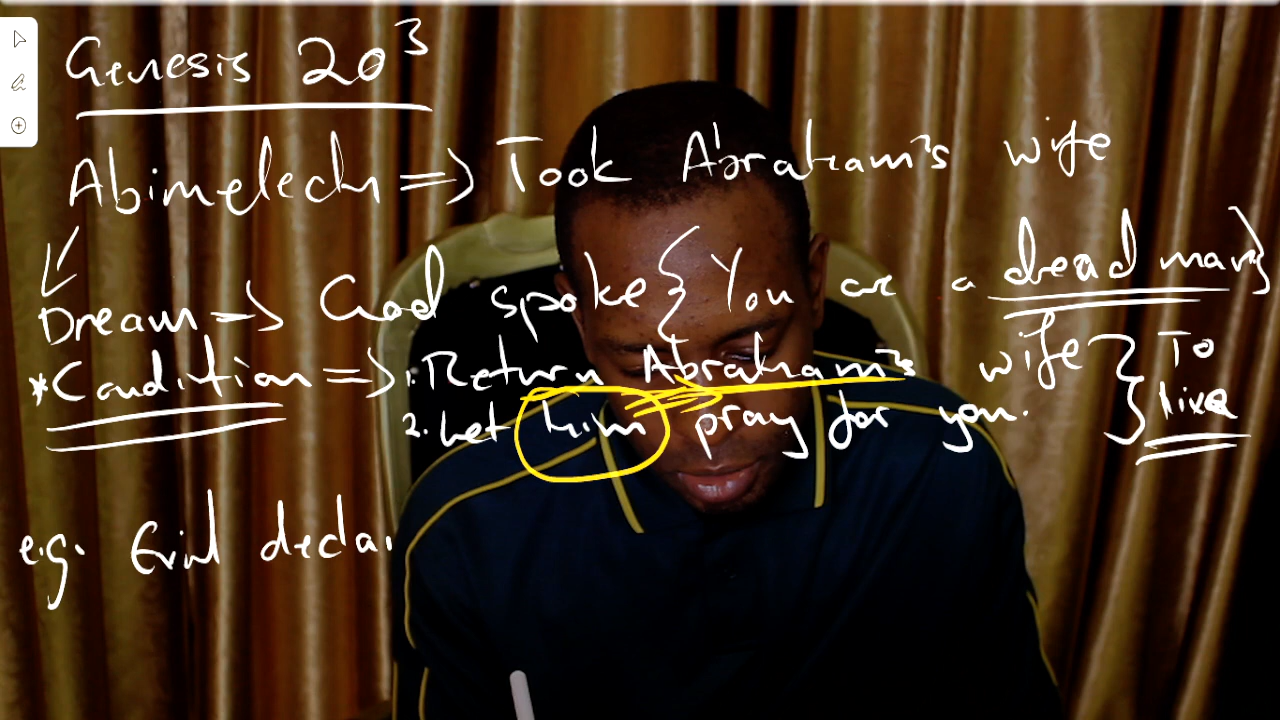 Genesis 20³
Abimelech => Took Abraham's wife
Dream => God spoke { You are a dead man }
*Condition => 1. Return Abraham's wife } To live
2. Let him pray for you.
e.g. Evil decla